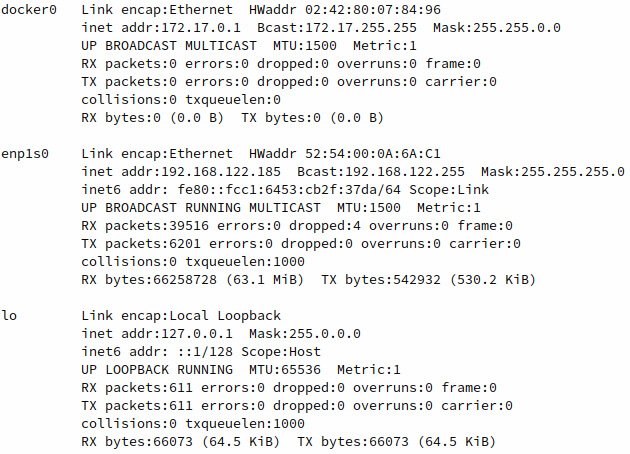 docker0   Link encap:Ethernet  HWaddr 02:42:80:07:84:96
          inet addr:172.17.0.1  Bcast:172.17.255.255  Mask:255.255.0.0
          UP BROADCAST MULTICAST  MTU:1500  Metric:1
          RX packets:0 errors:0 dropped:0 overruns:0 frame:0
          TX packets:0 errors:0 dropped:0 overruns:0 carrier:0
          collisions:0 txqueuelen:0
          RX bytes:0 (0.0 B)  TX bytes:0 (0.0 B)

enp1s0    Link encap:Ethernet  HWaddr 52:54:00:0A:6A:C1
          inet addr:192.168.122.185  Bcast:192.168.122.255  Mask:255.255.255.0
          inet6 addr: fe80::fcc1:6453:cb2f:37da/64 Scope:Link
          UP BROADCAST RUNNING MULTICAST  MTU:1500  Metric:1
          RX packets:39516 errors:0 dropped:4 overruns:0 frame:0
          TX packets:6201 errors:0 dropped:0 overruns:0 carrier:0
          collisions:0 txqueuelen:1000
          RX bytes:66258728 (63.1 MiB)  TX bytes:542932 (530.2 KiB)

lo        Link encap:Local Loopback
          inet addr:127.0.0.1  Mask:255.0.0.0
          inet6 addr: ::1/128 Scope:Host
          UP LOOPBACK RUNNING  MTU:65536  Metric:1
          RX packets:611 errors:0 dropped:0 overruns:0 frame:0
          TX packets:611 errors:0 dropped:0 overruns:0 carrier:0
          collisions:0 txqueuelen:1000
          RX bytes:66073 (64.5 KiB)  TX bytes:66073 (64.5 KiB)